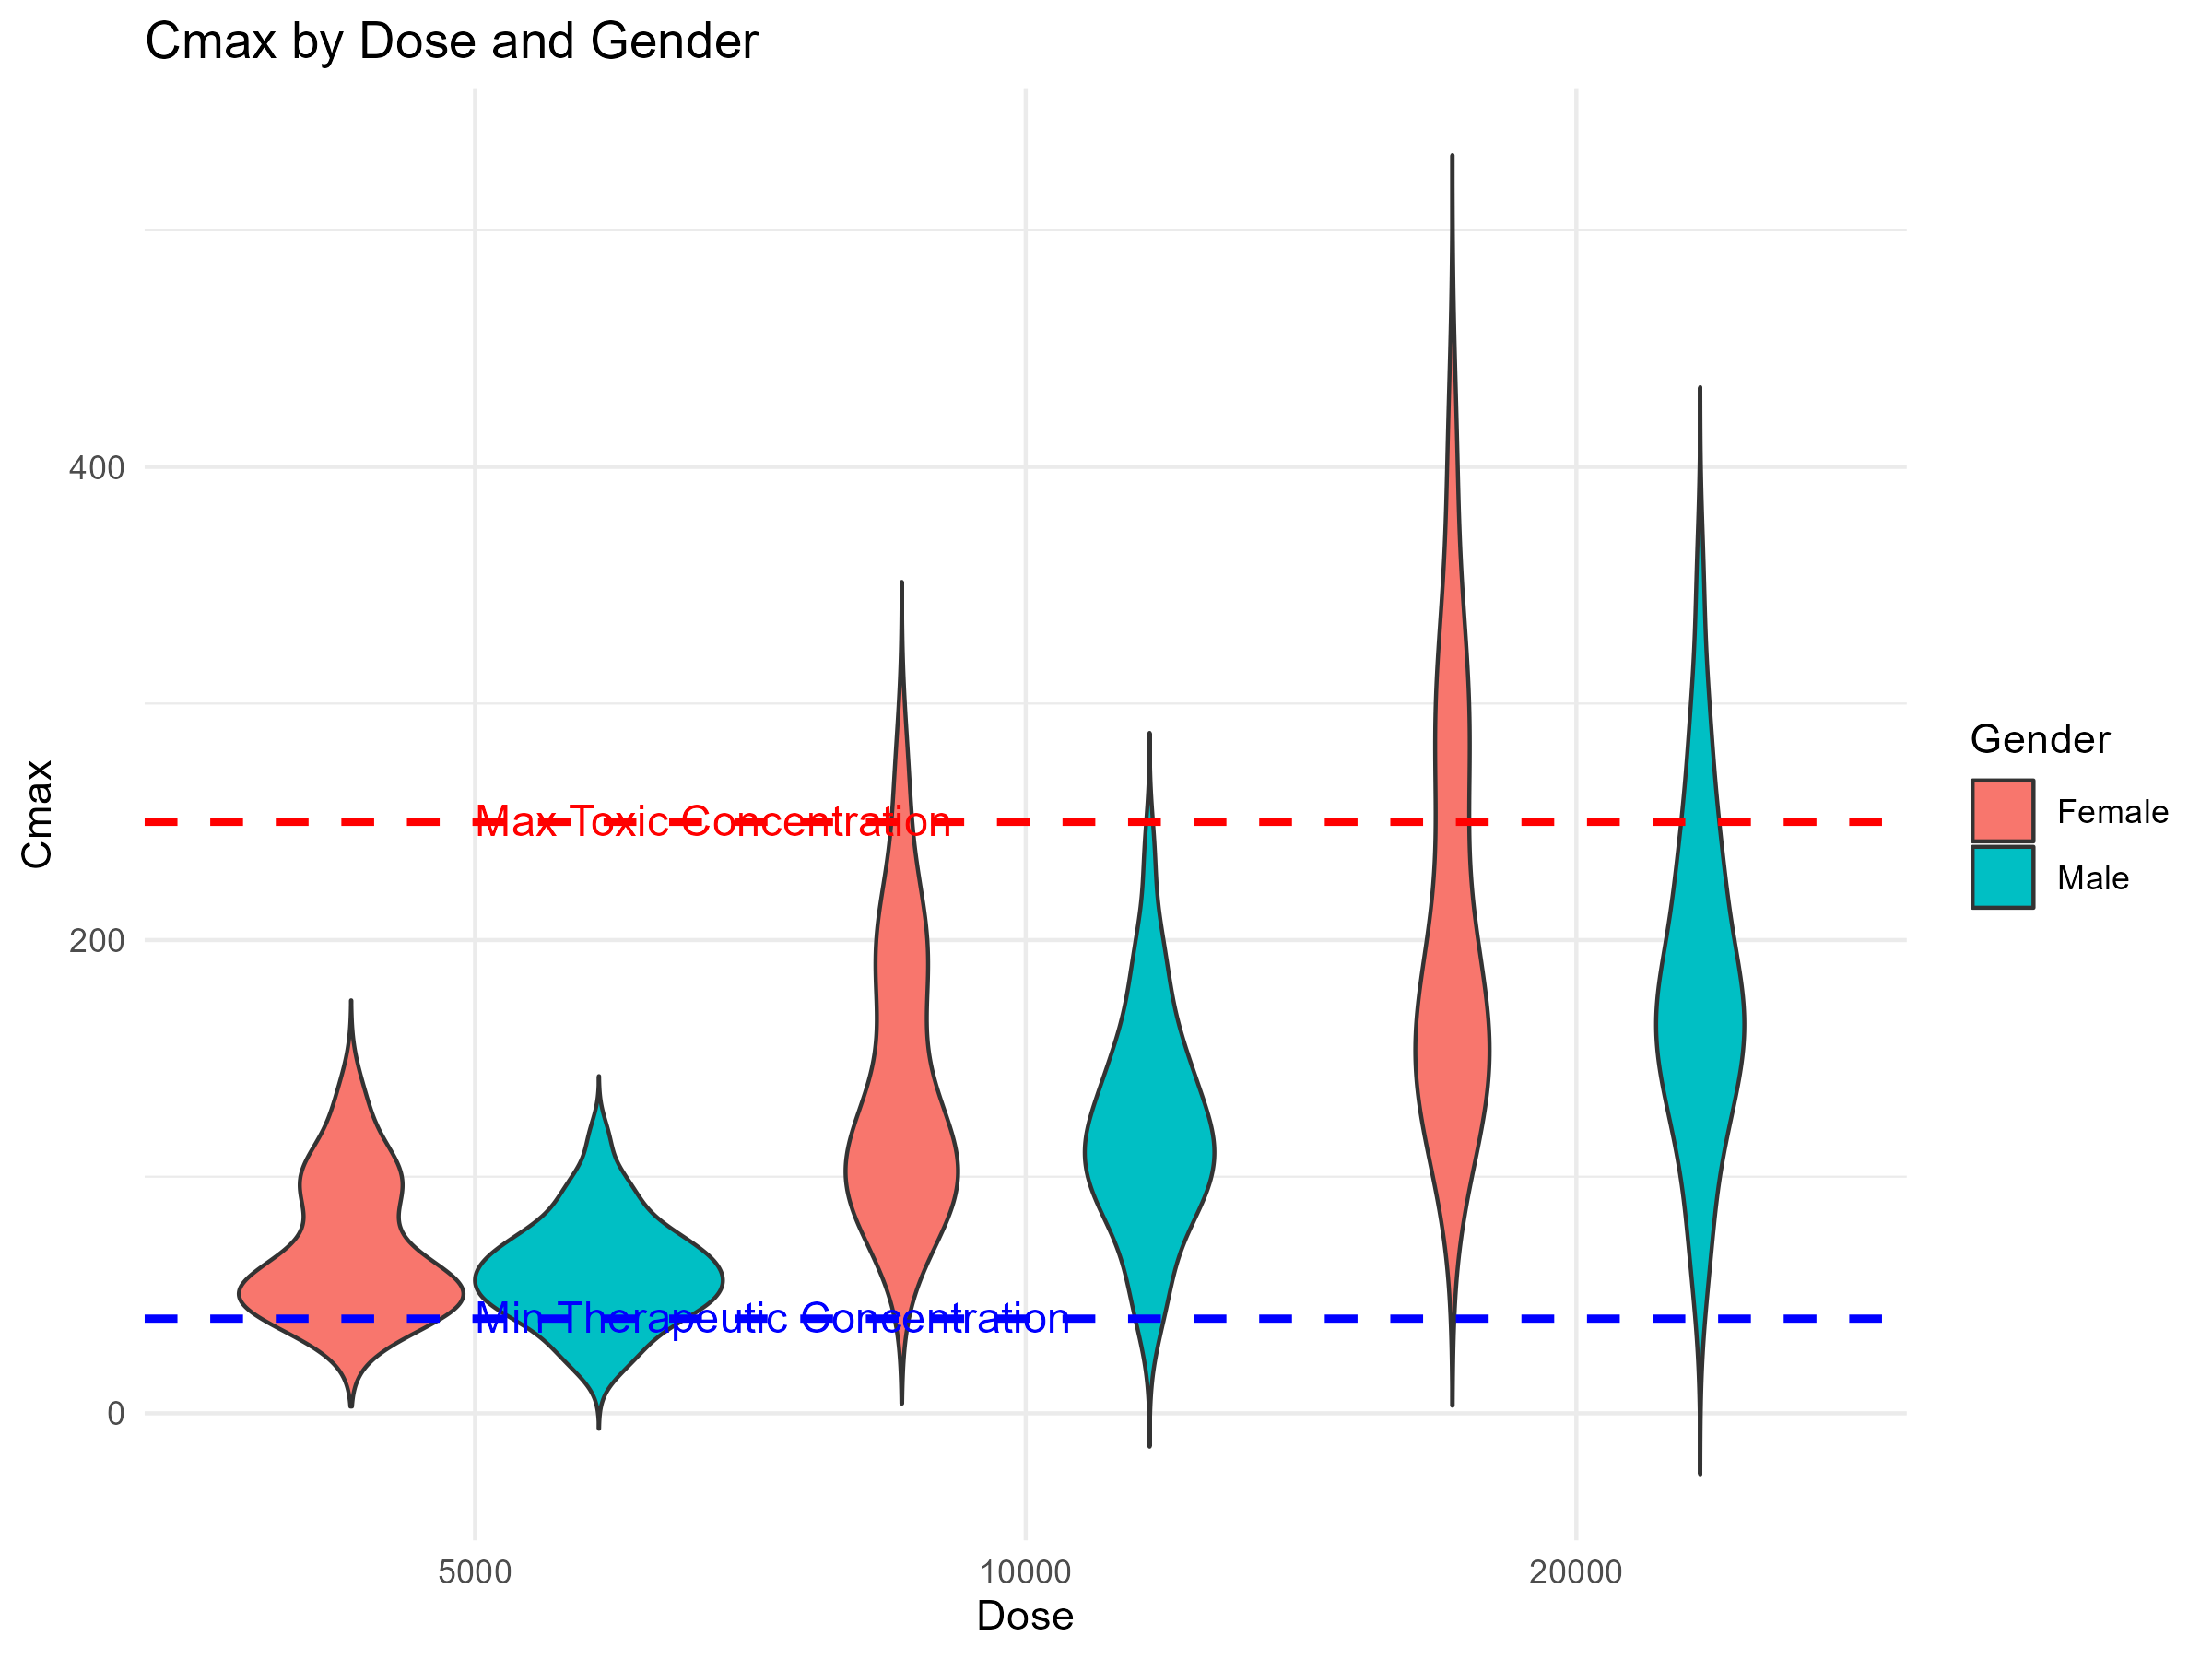 Cmax by Dose and Gender
Cmax
400
200
0
Max Toxic Concentration
Min Therapeutic Concentration
5000
10000
20000
Dose
Gender
Female
Male